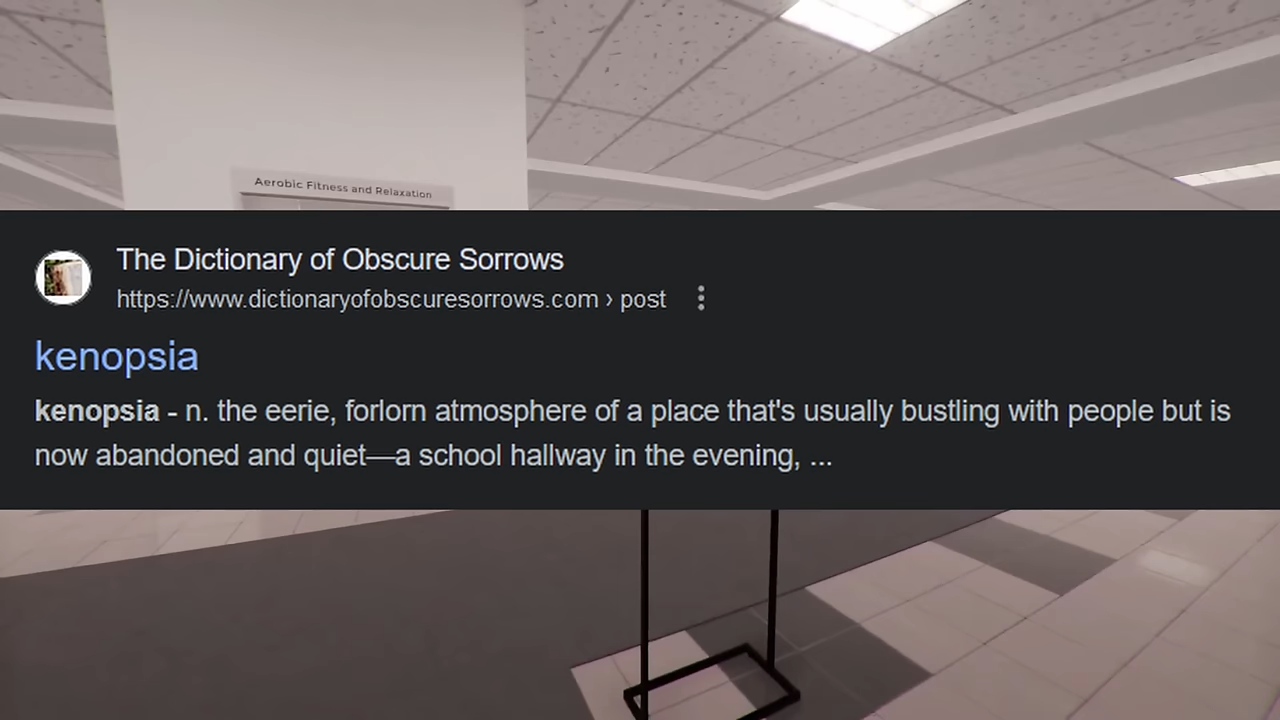 Aerobic Fitness and Relaxation
The Dictionary of Obscure Sorrows
https://www.dictionaryofobscuresorrows.com › post
kenopsia
kenopsia - n. the eerie, forlorn atmosphere of a place that's usually bustling with people but is
now abandoned and quiet—a school hallway in the evening, ...